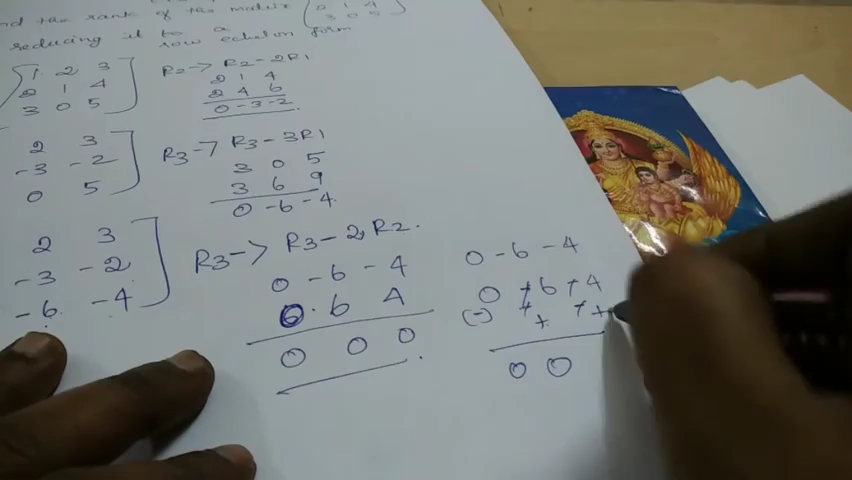 nd the rank of the matrix
3 0 5
reducing it to a row echelon form
1 2 3 R2-> R2-2R1
2 1 4 2 1 4
3 0 5 2 4 6
0-3-2
2 3 R3-> R3-3R1
-3 -2 3 0 5
0 5 3 6 9
0-6-4.
2 3 R3-> R3-2R2.
-3 -2 0 -6 -4 0 -6 -4
-6. -4 0. 6 4 0 +6 +4
(-) + + + +
0 0 0 0 0